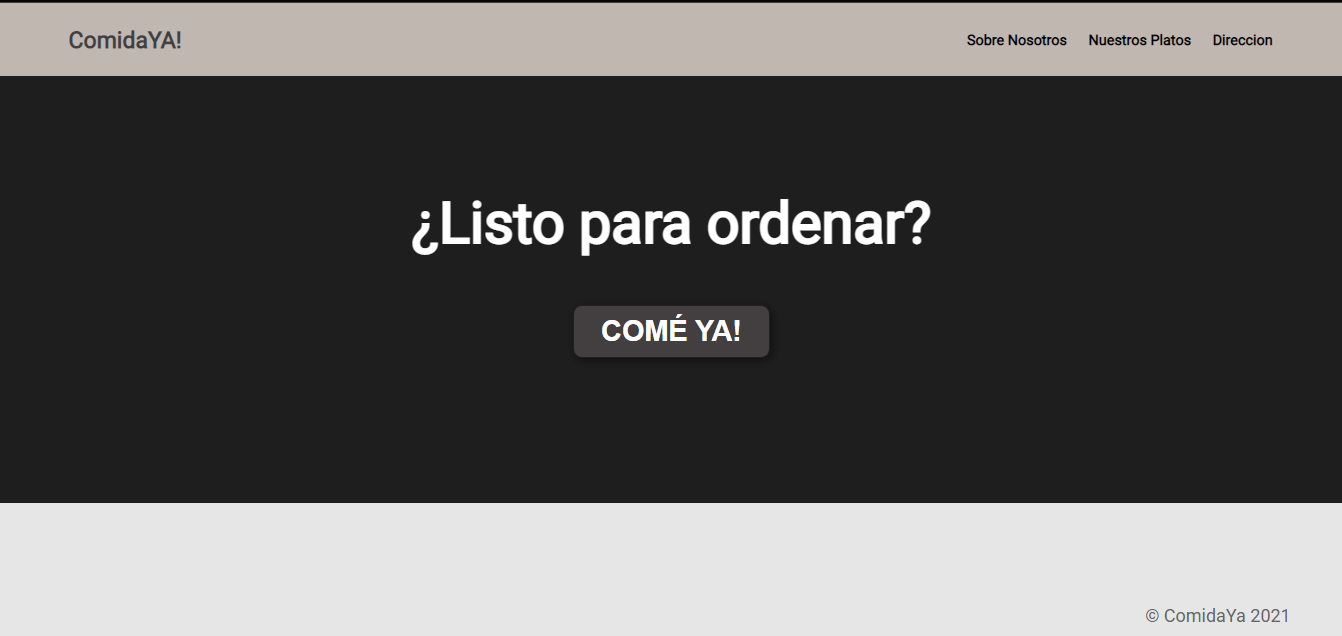 ComidaYA!
Sobre Nosotros Nuestros Platos Direccion
¿Listo para ordenar?
COMÉ YA!
© ComidaYa 2021